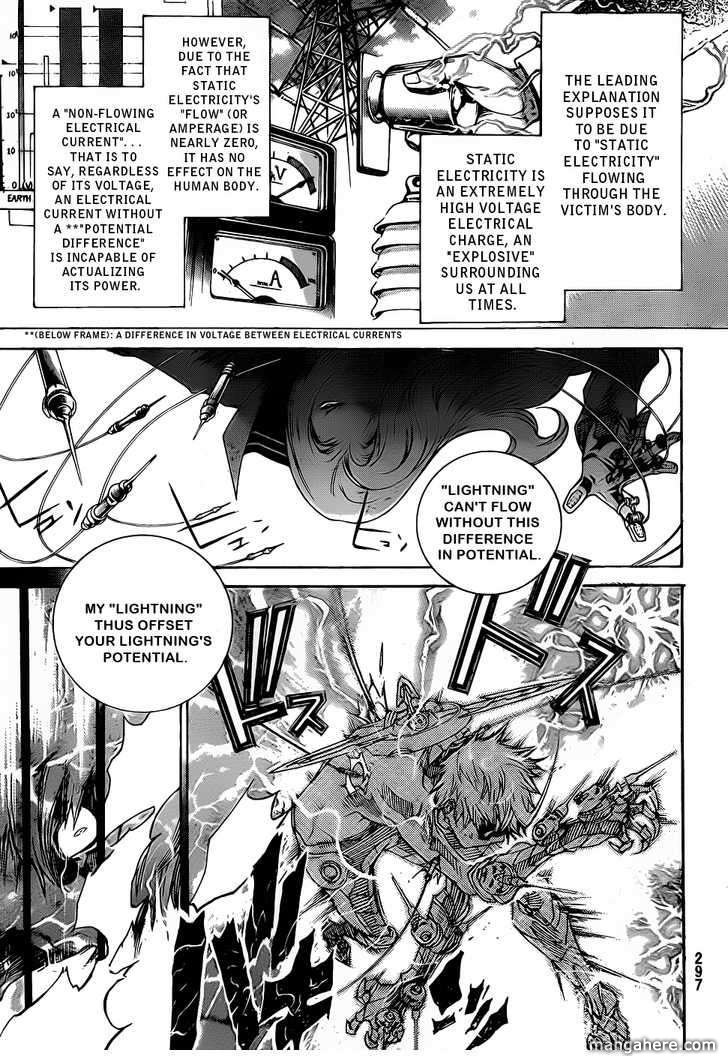 THE LEADING
EXPLANATION
SUPPOSES IT
TO BE DUE
TO "STATIC
ELECTRICITY"
FLOWING
THROUGH THE
VICTIM'S BODY.
STATIC
ELECTRICITY IS
AN EXTREMELY
HIGH VOLTAGE
ELECTRICAL
CHARGE, AN
"EXPLOSIVE"
SURROUNDING
US AT ALL
TIMES.
HOWEVER,
DUE TO THE
FACT THAT
STATIC
ELECTRICITY'S
"FLOW" (OR
AMPERAGE) IS
NEARLY ZERO,
IT HAS NO
EFFECT ON THE
HUMAN BODY.
A "NON-FLOWING
ELECTRICAL
CURRENT"...
THAT IS TO
SAY, REGARDLESS
OF ITS VOLTAGE,
AN ELECTRICAL
CURRENT WITHOUT
A **"POTENTIAL
DIFFERENCE"
IS INCAPABLE OF
ACTUALIZING
ITS POWER.
EARTH
V
A
**(BELOW FRAME): A DIFFERENCE IN VOLTAGE BETWEEN ELECTRICAL CURRENTS
"LIGHTNING"
CAN'T FLOW
WITHOUT THIS
DIFFERENCE
IN POTENTIAL.
MY "LIGHTNING"
THUS OFFSET
YOUR LIGHTNING'S
POTENTIAL.
ドズ
ドズ
297
mangahere.com